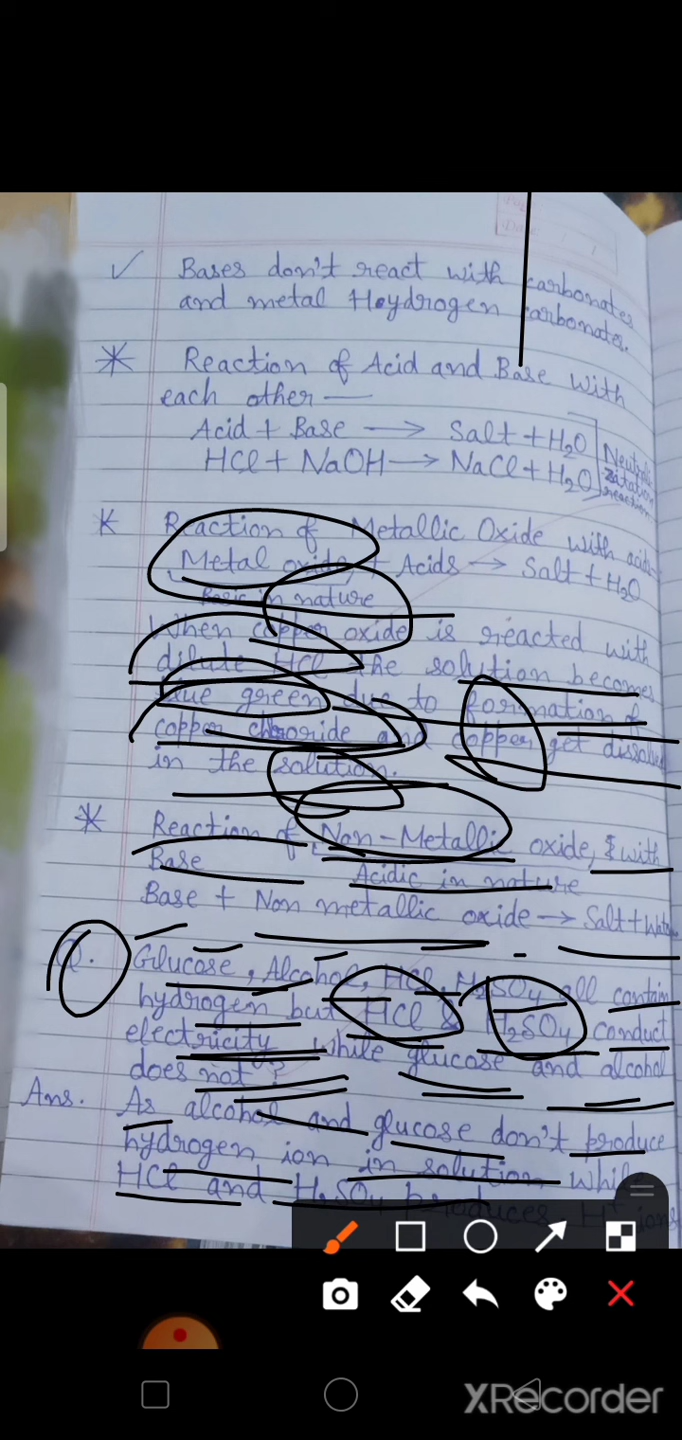 Bases don't react with carbonates
and metal Hoydrogen carbonates.
Reaction of Acid and Base with
each other —
Acid + Base → Salt + H2O
HCl + NaOH → NaCl + H2O
Neutralization reaction
Reaction of Metallic Oxide with acids
Metal oxide + Acids → Salt + H2O
Basic in nature
When copper oxide is reacted with
dilute HCl the solution becomes
blue green due to formation of
copper chloride and copper get dissolved
in the solution.
* Reaction of Non-Metallic oxide, & with
Base
Acidic in nature
Base + Non metallic oxide → Salt + Water
Q. Glucose, Alcohol, HCl, H2SO4 all contain
hydrogen but HCl & H2SO4 conduct
electricity while glucose and alcohol
does not?
Ans. As alcohol and glucose don't produce
hydrogen ion in solution while
HCl and H2SO4 produces H+ ions
XRecorder